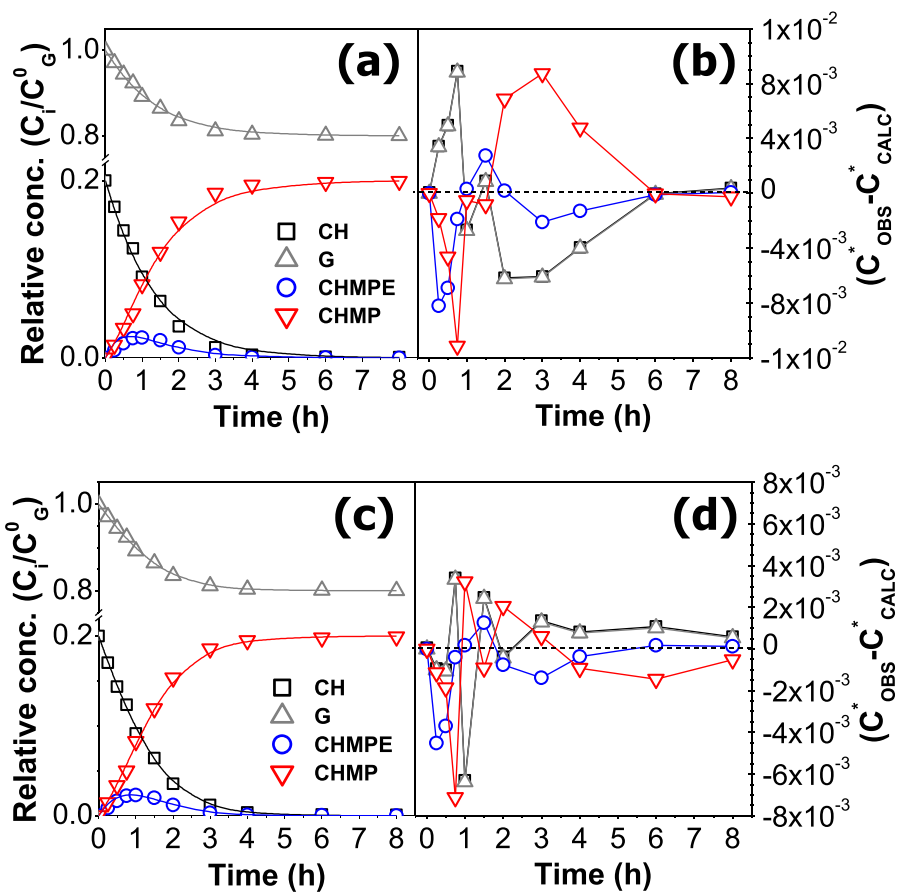 (a)
Relative conc. (C_i/C^0_G)
1.0
0.8
0.2
0.0
CH
G
CHMPE
CHMP
0 1 2 3 4 5 6 7 8
Time (h)
(b)
1x10^-2
8x10^-3
4x10^-3
0
-4x10^-3
-8x10^-3
-1x10^-2
(C^*_OBS-C^*_CALC)
0 1 2 3 4 5 6 7 8
Time (h)
(c)
Relative conc. (C_i/C^0_G)
1.0
0.8
0.2
0.0
CH
G
CHMPE
CHMP
0 1 2 3 4 5 6 7 8
Time (h)
(d)
8x10^-3
6x10^-3
4x10^-3
2x10^-3
0
-2x10^-3
-4x10^-3
-6x10^-3
-8x10^-3
(C^*_OBS-C^*_CALC)
0 1 2 3 4 5 6 7 8
Time (h)